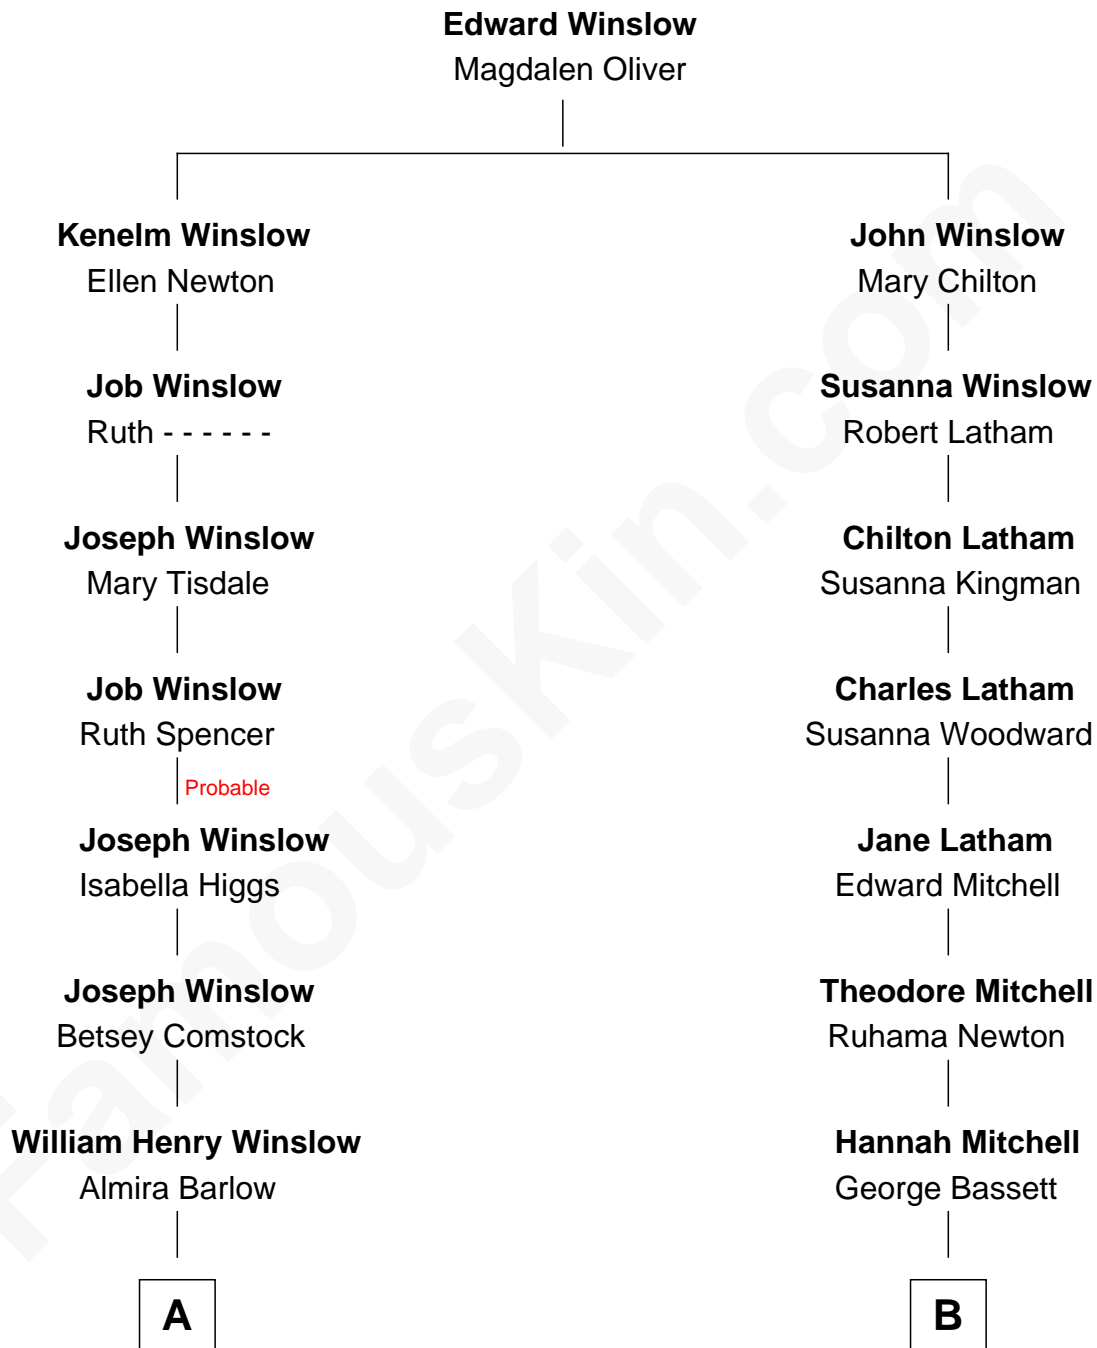 Edward Winslow
Magdalen Oliver
Kenelm Winslow
Ellen Newton
John Winslow
Mary Chilton
Job Winslow
Ruth - - - - - -
Susanna Winslow
Robert Latham
Joseph Winslow
Mary Tisdale
Chilton Latham
Susanna Kingman
Job Winslow
Ruth Spencer
Charles Latham
Susanna Woodward
Probable
Joseph Winslow
Isabella Higgs
Jane Latham
Edward Mitchell
Joseph Winslow
Betsey Comstock
Theodore Mitchell
Ruhama Newton
William Henry Winslow
Almira Barlow
Hannah Mitchell
George Bassett
A
B
FamousKin.com